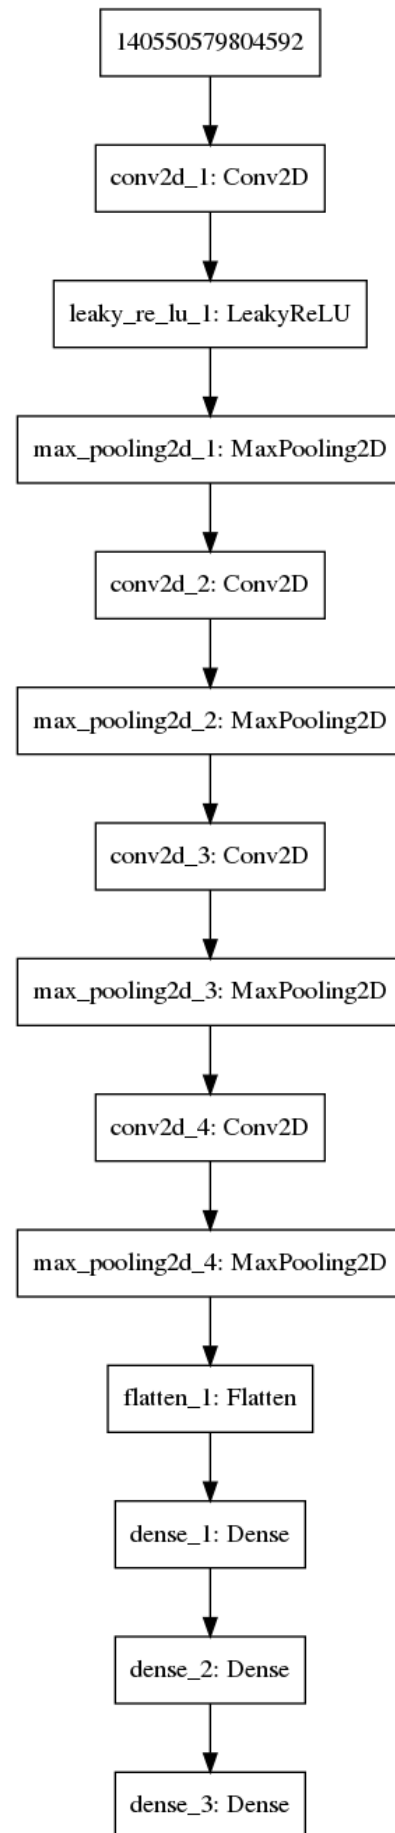 140550579804592
conv2d_1: Conv2D
leaky_re_lu_1: LeakyReLU
max_pooling2d_1: MaxPooling2D
conv2d_2: Conv2D
max_pooling2d_2: MaxPooling2D
conv2d_3: Conv2D
max_pooling2d_3: MaxPooling2D
conv2d_4: Conv2D
max_pooling2d_4: MaxPooling2D
flatten_1: Flatten
dense_1: Dense
dense_2: Dense
dense_3: Dense